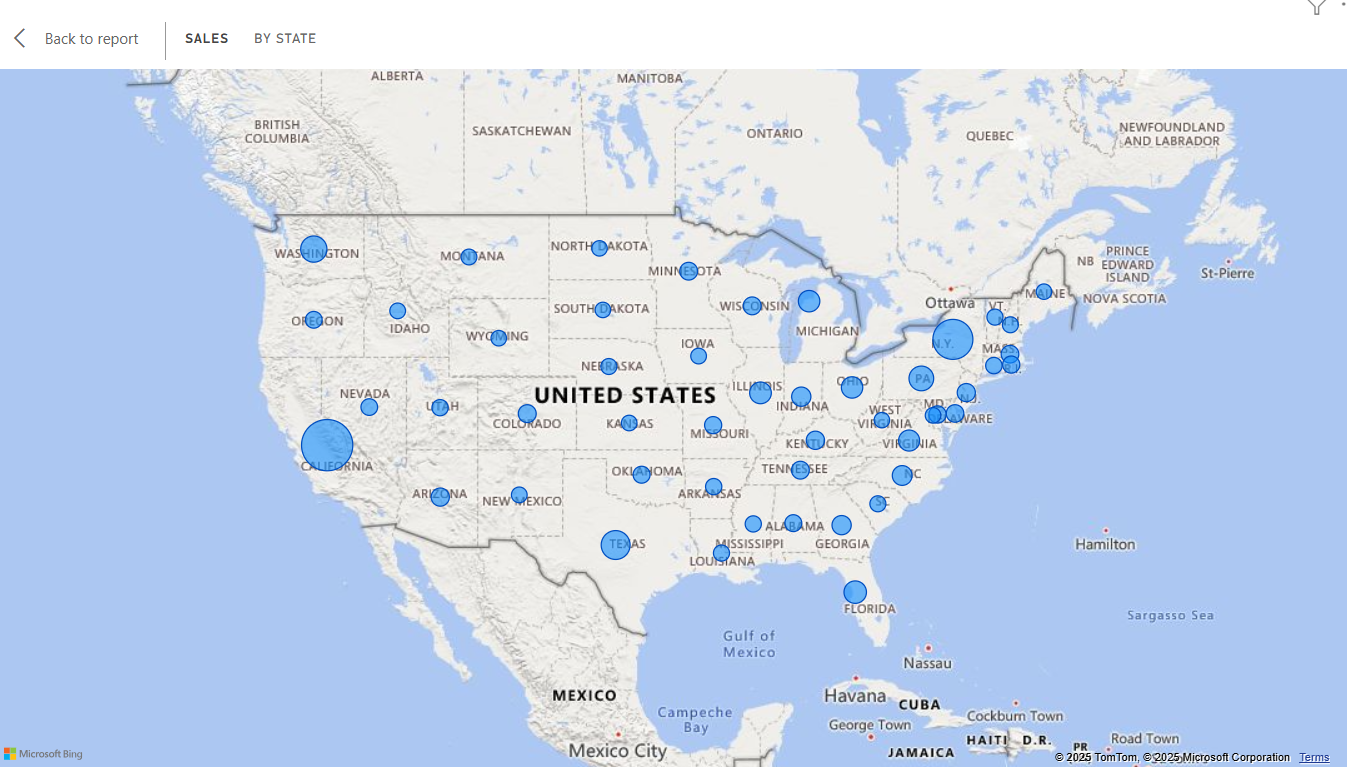 Back to report
SALES BY STATE
ALBERTA
MANITOBA
BRITISH
COLUMBIA
SASKATCHEWAN
ONTARIO
QUEBEC
NEWFOUNDLAND
AND LABRADOR
WASHINGTON
MONTANA
NORTH DAKOTA
MINNESOTA
NB
PRINCE
EDWARD
ISLAND
St-Pierre
MAINE
NOVA SCOTIA
Ottawa
VT.
N.H.
OREGON
IDAHO
SOUTH DAKOTA
WISCONSIN
MICHIGAN
WYOMING
IOWA
N.Y.
MASS.
NEBRASKA
ILLINOIS
OHIO
PA
NEVADA
UTAH
UNITED STATES
INDIANA
N.J.
MD.
COLORADO
KANSAS
MISSOURI
WEST
VIRGINIA
DELAWARE
KENTUCKY
VIRGINIA
CALIFORNIA
OKLAHOMA
TENNESSEE
NC
ARIZONA
NEW MEXICO
ARKANSAS
SC
TEXAS
MISSISSIPPI
ALABAMA
GEORGIA
LOUISIANA
Hamilton
FLORIDA
Sargasso Sea
Gulf of
Mexico
Nassau
MEXICO
Havana
CUBA
Campeche
Bay
George Town
Cockburn Town
HAITI
D.R.
PR
Road Town
Mexico City
JAMAICA
Microsoft Bing
© 2025 TomTom, © 2025 Microsoft Corporation Terms